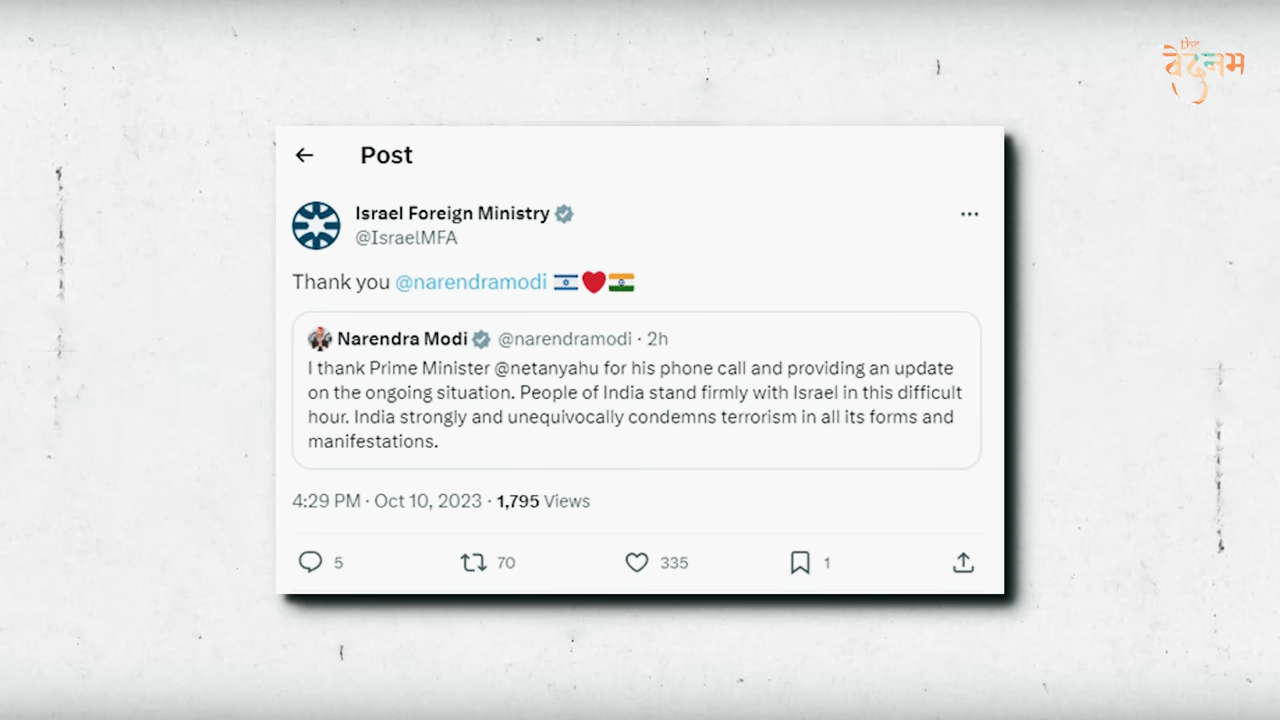 the
वेदनम
Post
Israel Foreign Ministry
@IsraelMFA
Thank you @narendramodi 🇮🇱❤️🇮🇳
Narendra Modi @narendramodi · 2h
I thank Prime Minister @netanyahu for his phone call and providing an update
on the ongoing situation. People of India stand firmly with Israel in this difficult
hour. India strongly and unequivocally condemns terrorism in all its forms and
manifestations.
4:29 PM · Oct 10, 2023 · 1,795 Views
5 70 335 1